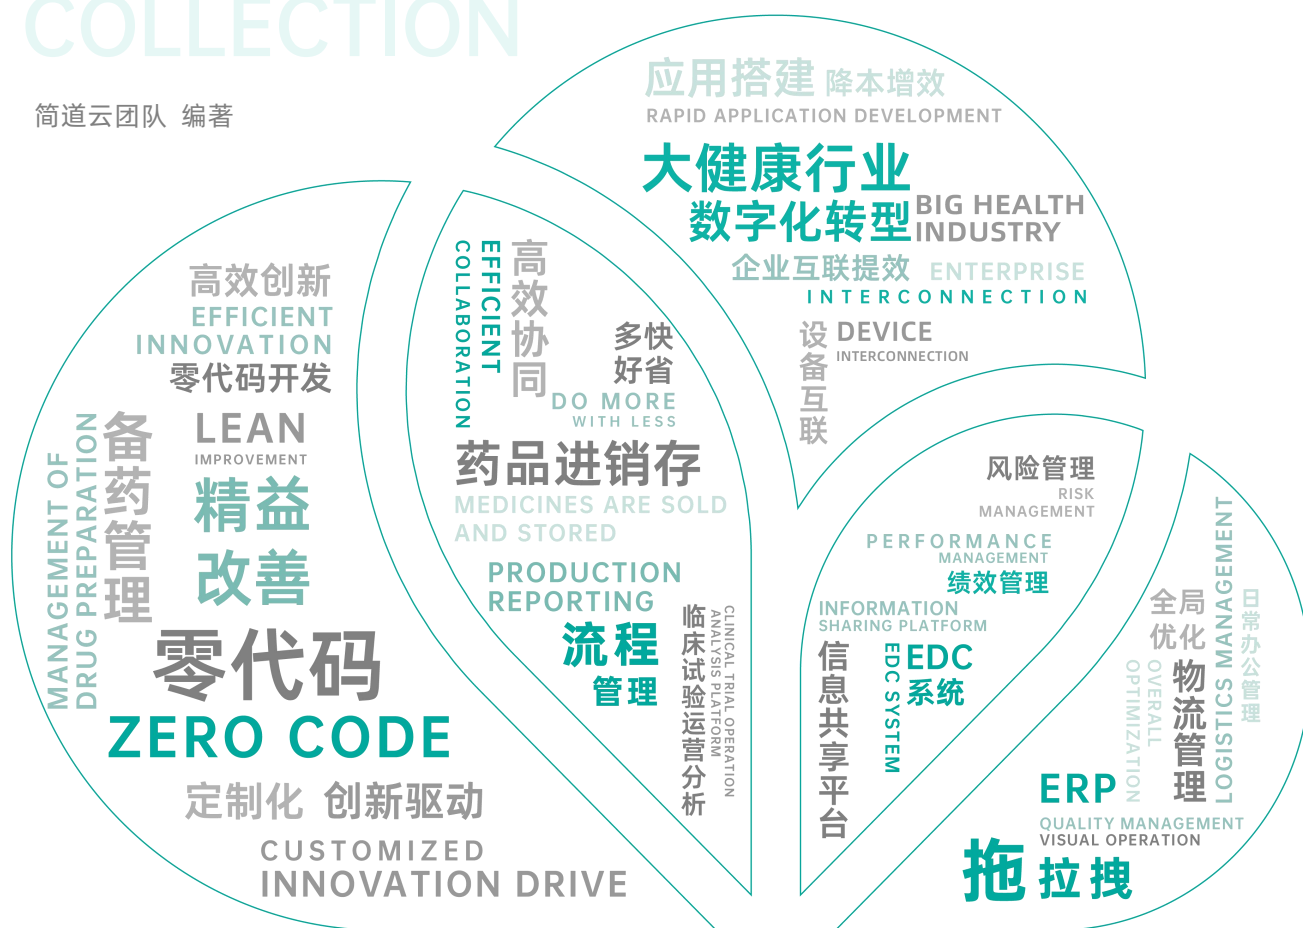 COLLECTION
简道云团队 编著
应用搭建 降本增效
RAPID APPLICATION DEVELOPMENT
大健康行业
数字化转型
BIG HEALTH
INDUSTRY
企业互联提效 ENTERPRISE
INTERCONNECTION
设备互联
DEVICE
INTERCONNECTION
高效创新
EFFICIENT
INNOVATION
零代码开发
LEAN
IMPROVEMENT
精益
改善
备药管理
MANAGEMENT OF
DRUG PREPARATION
零代码
ZERO CODE
定制化 创新驱动
CUSTOMIZED
INNOVATION DRIVE
高效协同
EFFICIENT
COLLABORATION
多快
好省
DO MORE
WITH LESS
药品进销存
MEDICINES ARE SOLD
AND STORED
PRODUCTION
REPORTING
流程
管理
临床试验运营分析
CLINICAL TRIAL OPERATION
ANALYSIS PLATFORM
风险管理
RISK
MANAGEMENT
PERFORMANCE
MANAGEMENT
绩效管理
INFORMATION
SHARING PLATFORM
信息共享平台
EDC SYSTEM
EDC
系统
全局
优化
OVERALL
OPTIMIZATION
物流管理
LOGISTICS MANAGEMENT
日常办公管理
ERP
QUALITY MANAGEMENT
VISUAL OPERATION
拖拉拽